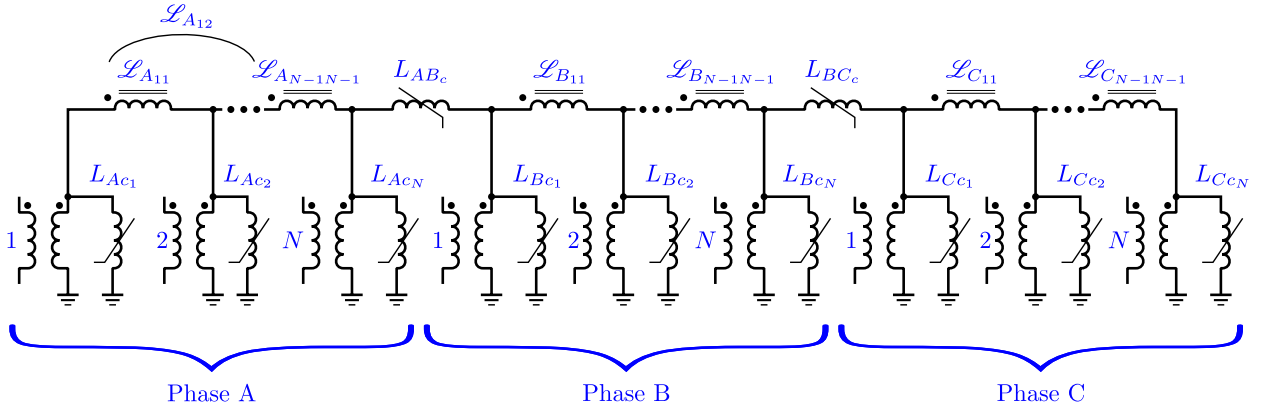 ℒ_{A_{12}}
ℒ_{A_{11}} ℒ_{A_{N-1N-1}} L_{AB_c} ℒ_{B_{11}} ℒ_{B_{N-1N-1}} L_{BC_c} ℒ_{C_{11}} ℒ_{C_{N-1N-1}}
L_{Ac_1} L_{Ac_2} L_{Ac_N} L_{Bc_1} L_{Bc_2} L_{Bc_N} L_{Cc_1} L_{Cc_2} L_{Cc_N}
1 2 N 1 2 N 1 2 N
Phase A Phase B Phase C